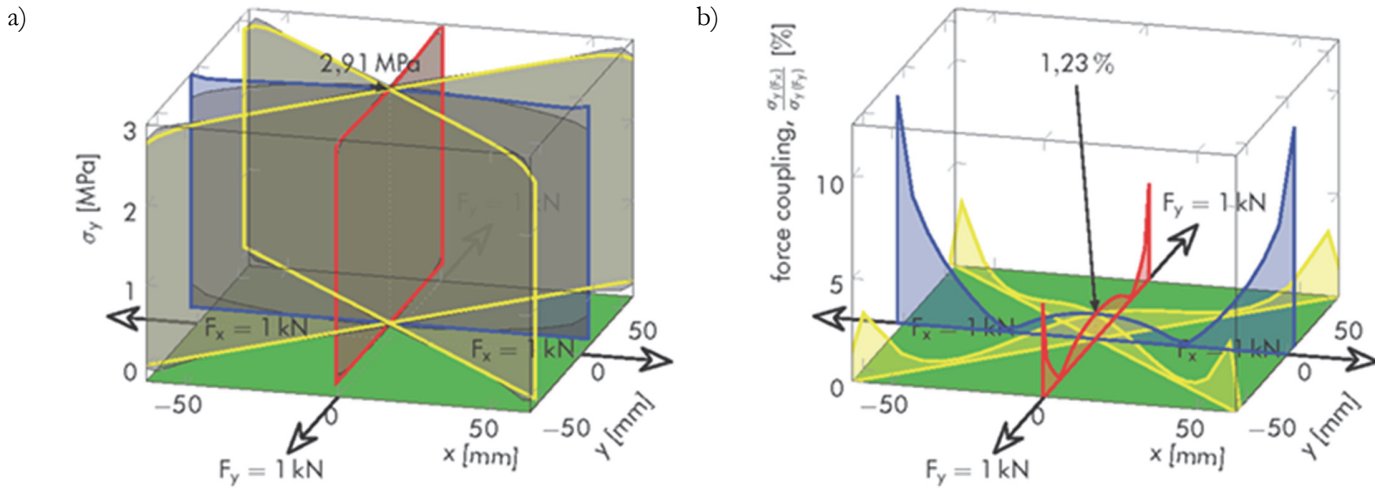 a)
2,91 MPa
3
2
1
0
σy [MPa]
Fy = 1 kN
Fx = 1 kN
Fx = 1 kN
50
0
−50
y [mm]
−50
0
50
x [mm]
Fy = 1 kN
b)
1,23 %
10
5
0
force coupling, σy(Fx)/σy(Fy) [%]
Fy = 1 kN
Fx = 1 kN
Fx = 1 kN
50
0
−50
y [mm]
−50
0
50
x [mm]
Fy = 1 kN